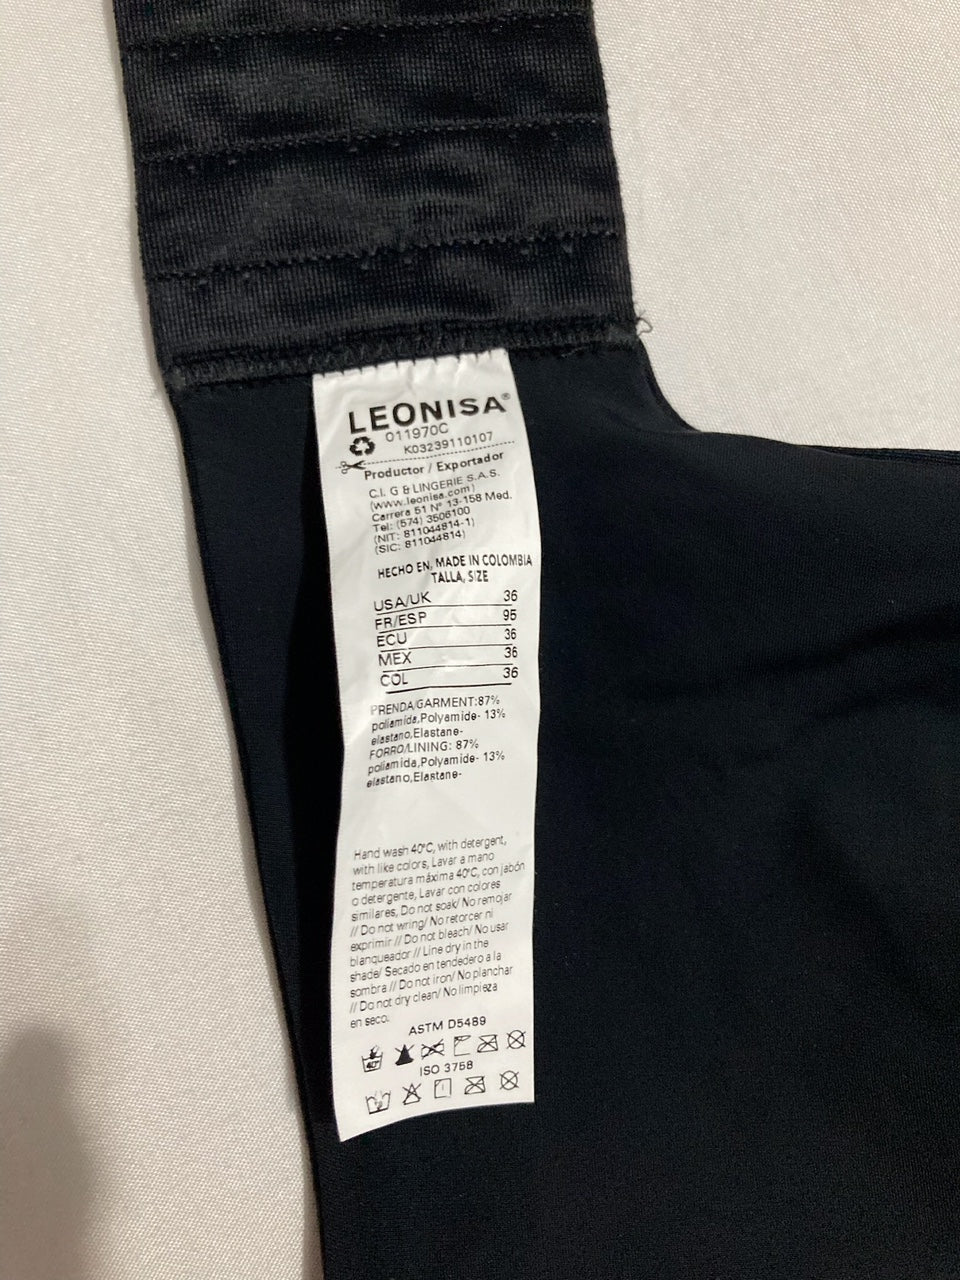 LEONISA®
011970C
K03239110107
Productor / Exportador
C.I. G & LINGERIE S.A.S.
(www.leonisa.com)
Carrera 51 Nº 13-158 Med.
Tel: (574) 3506100
(NIT: 811044814-1)
(SIC: 811044814)
HECHO EN, MADE IN COLOMBIA
TALLA, SIZE
USA/UK 36
FR/ESP 95
ECU 36
MEX 36
COL 36
PRENDA/GARMENT:87%
poliamida,Polyamide- 13%
elastano,Elastane-
FORRO/LINING: 87%
poliamida,Polyamide- 13%
elastano,Elastane-
Hand wash 40°C, with detergent,
with like colors, Lavar a mano
temperatura máxima 40°C, con jabón
o detergente, Lavar con colores
similares, Do not soak/ No remojar
// Do not wring/ No retorcer ni
exprimir // Do not bleach/ No usar
blanqueador // Line dry in the
shade/ Secado en tendedero a la
sombra // Do not iron/ No planchar
// Do not dry clean/ No limpieza
en seco.
ASTM D5489
40°
ISO 3758